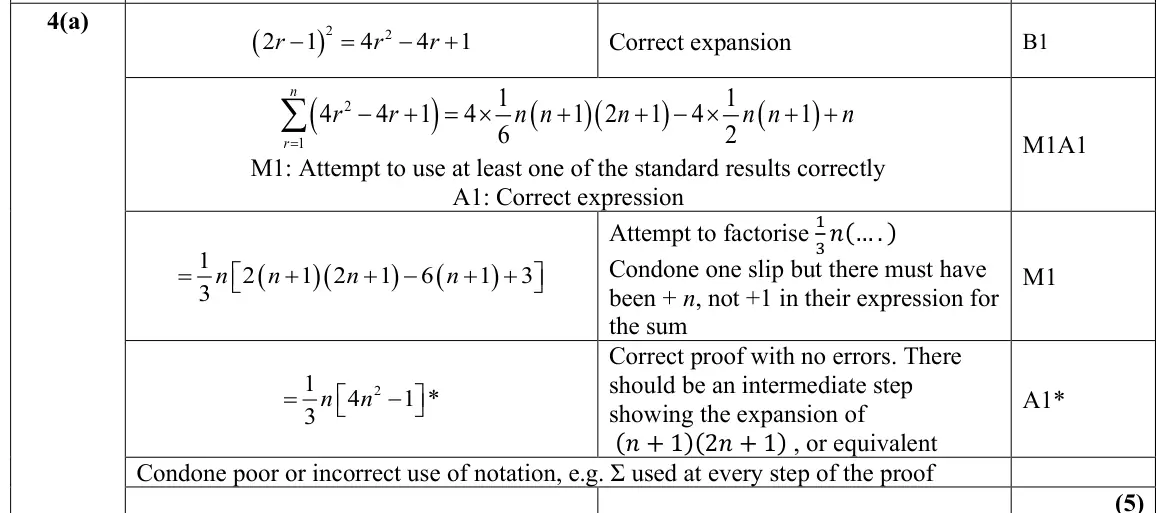 4(a)
(2r − 1)² = 4r² − 4r + 1
Correct expansion
B1
∑_{r=1}^{n} (4r² − 4r + 1) = 4 × 1/6 n(n + 1)(2n + 1) − 4 × 1/2 n(n + 1) + n
M1: Attempt to use at least one of the standard results correctly
A1: Correct expression
M1A1
= 1/3 n[2(n + 1)(2n + 1) − 6(n + 1) + 3]
Attempt to factorise 1/3 n(... . )
Condone one slip but there must have
been + n, not +1 in their expression for
the sum
M1
= 1/3 n[4n² − 1]*
Correct proof with no errors. There
should be an intermediate step
showing the expansion of
(n + 1)(2n + 1) , or equivalent
A1*
Condone poor or incorrect use of notation, e.g. Σ used at every step of the proof
(5)